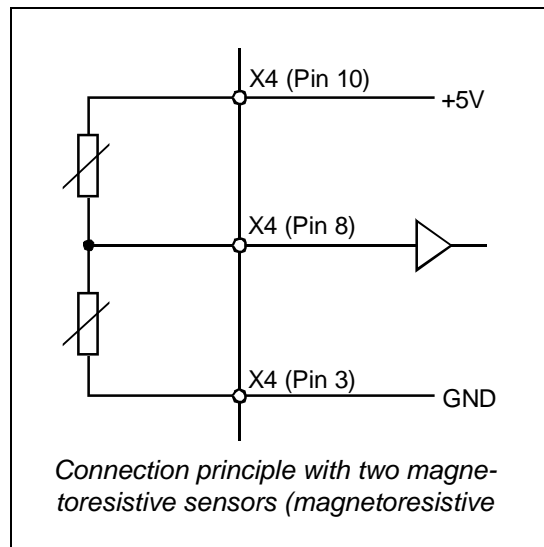 X4 (Pin 10)
+5V
X4 (Pin 8)
X4 (Pin 3)
GND
Connection principle with two magne-
toresistive sensors (magnetoresistive